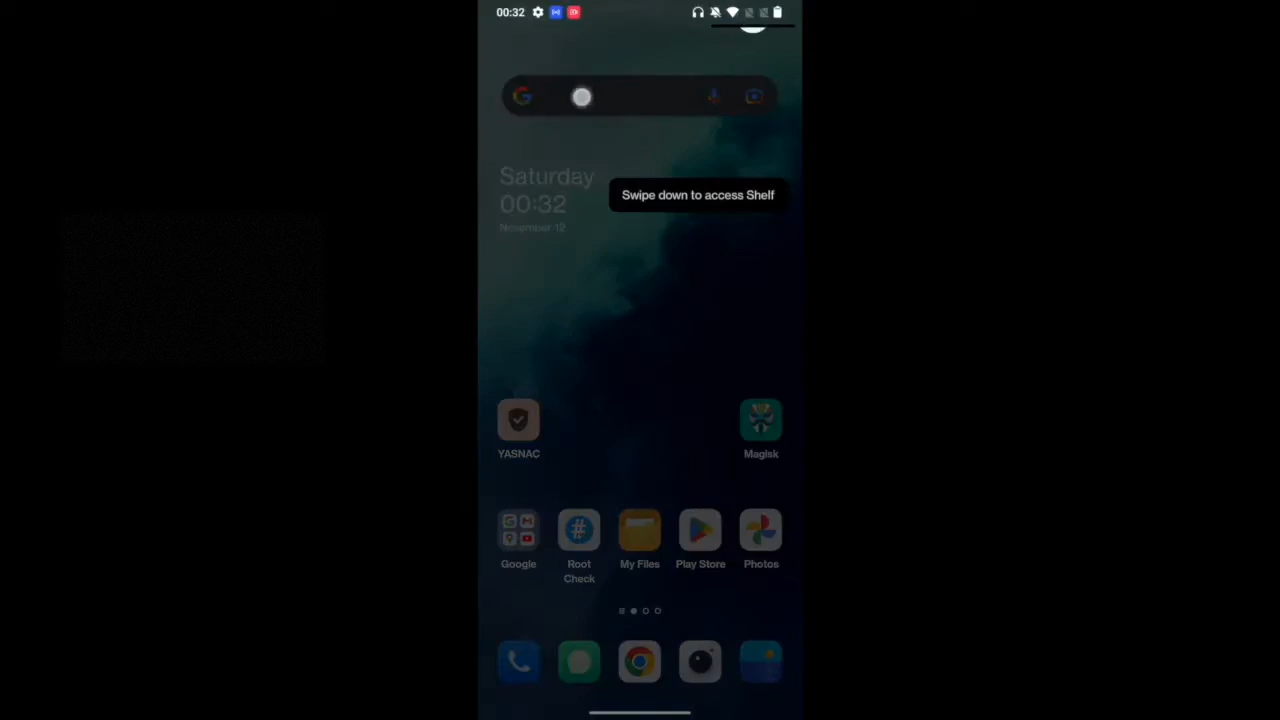 00:32
Saturday
00:32
November 12
Swipe down to access Shelf
YASNAC
Magisk
Google
Root
Check
My Files
Play Store
Photos